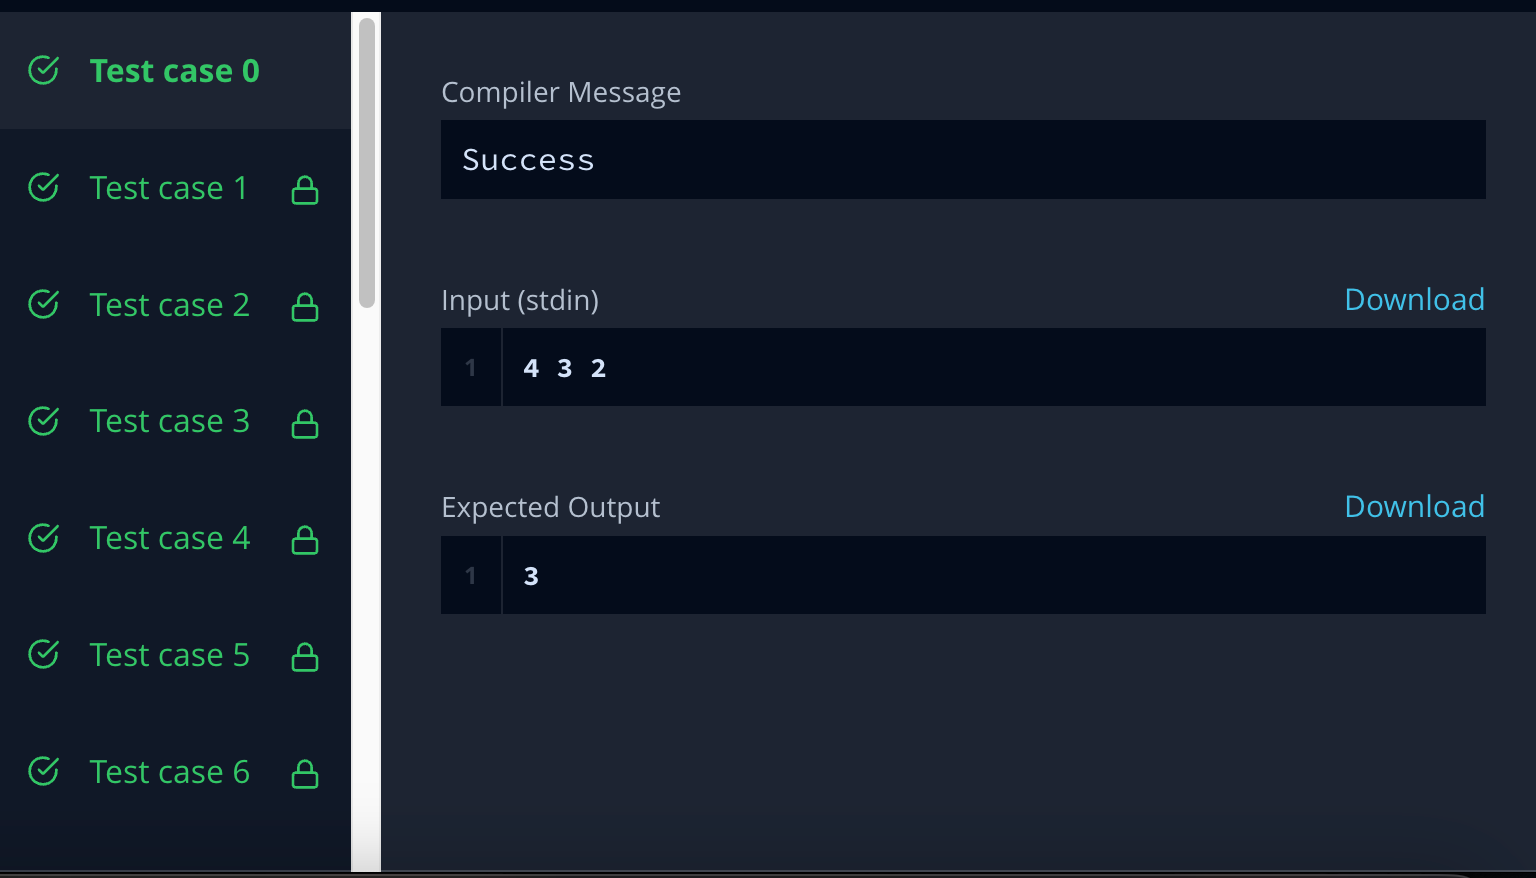 Test case 0
Test case 1
Test case 2
Test case 3
Test case 4
Test case 5
Test case 6
Compiler Message
Success
Input (stdin)
Download
1 4 3 2
Expected Output
Download
1 3